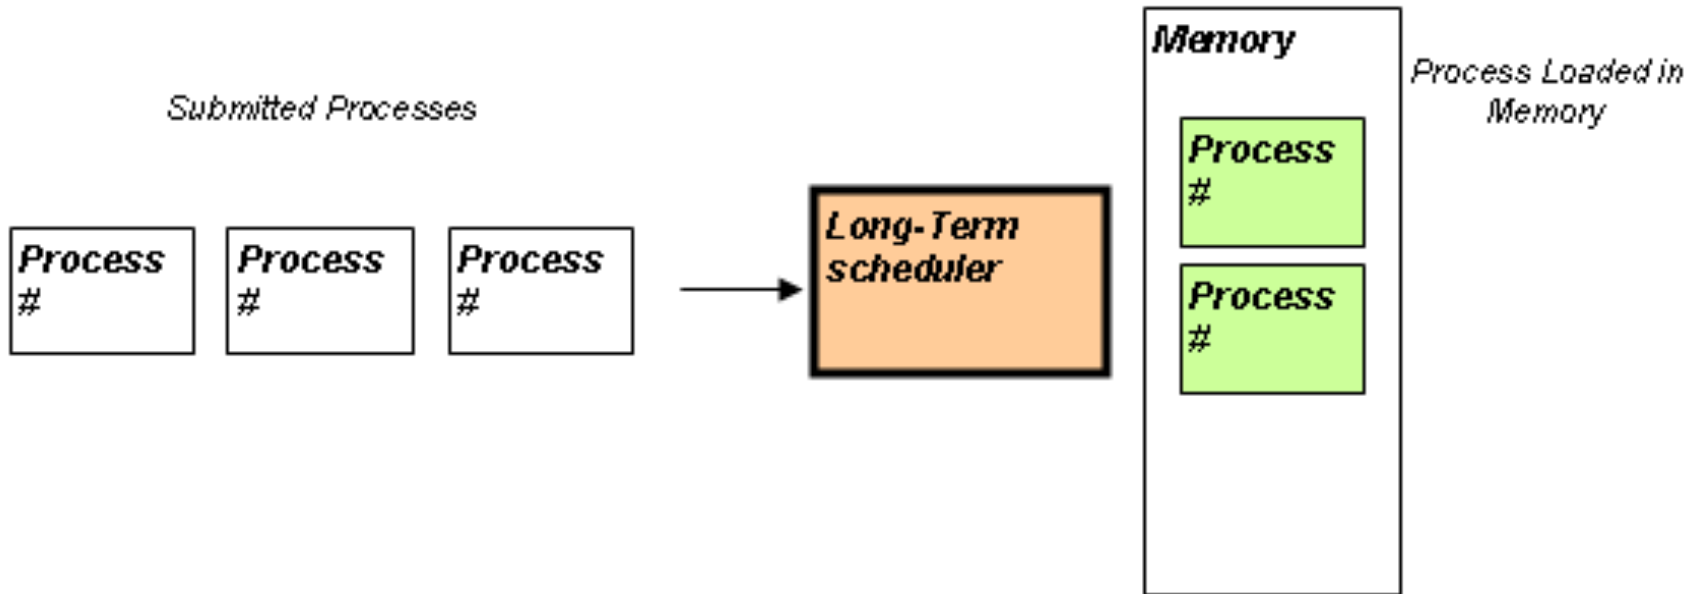 Submitted Processes
Process
#
Process
#
Process
#
Long-Term
scheduler
Memory
Process
#
Process
#
Process Loaded in
Memory